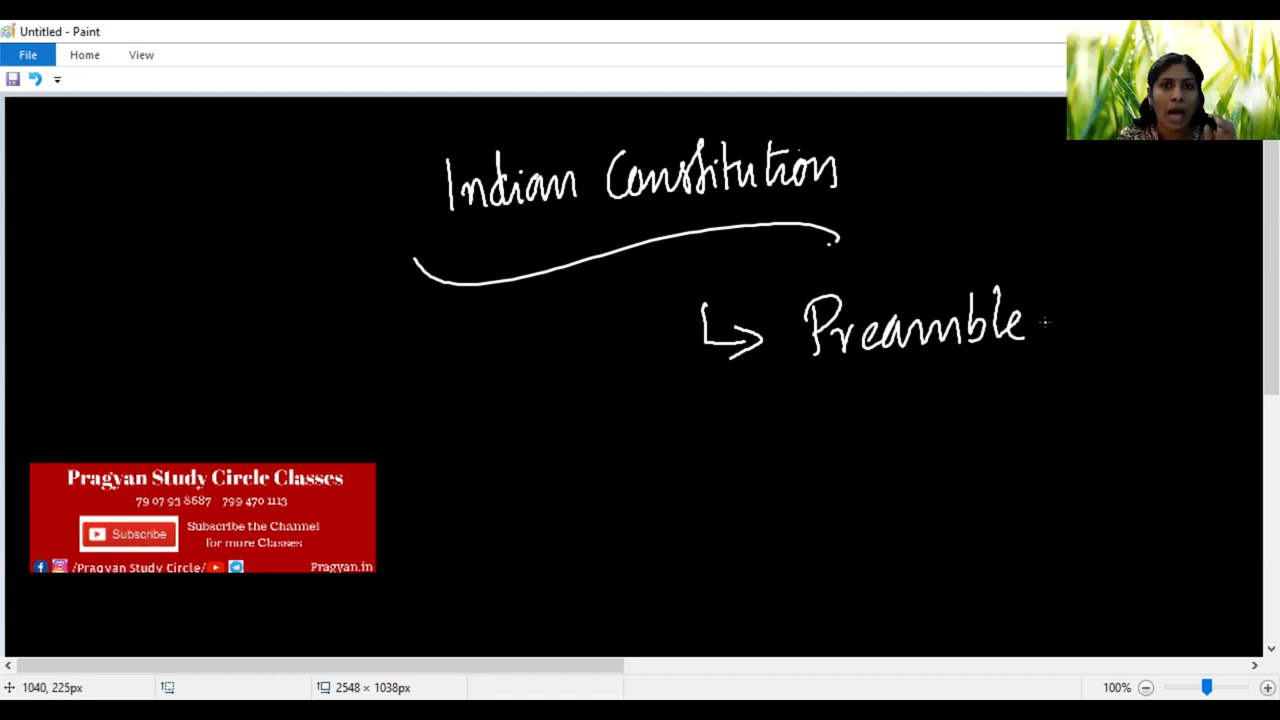 Untitled - Paint
File Home View
Indian Constitution
Preamble
Pragyan Study Circle Classes
79 07 93 8687 799 470 1113
Subscribe
Subscribe the Channel
for more Classes
/Pragyan Study Circle/
Pragyan.in
1040, 225px
2548 × 1038px
100%